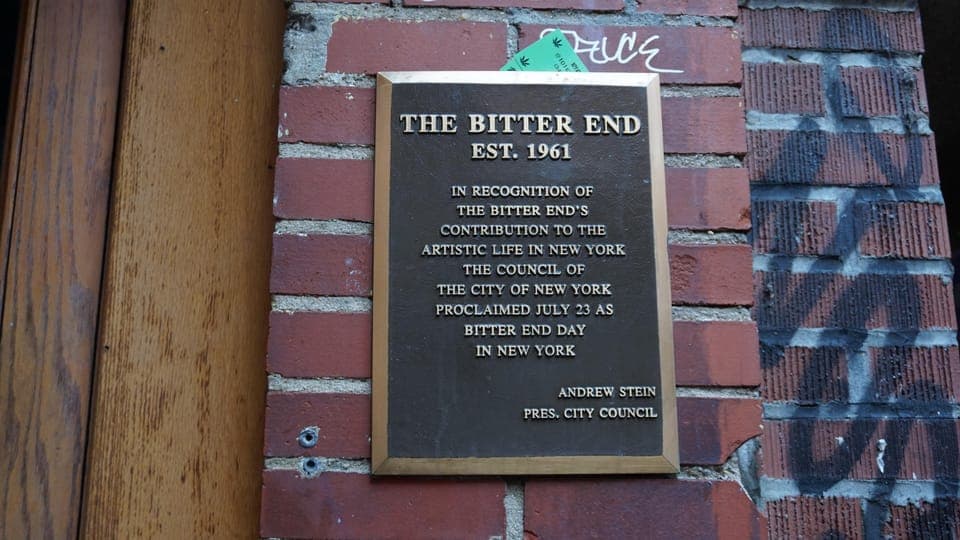 THE BITTER END
EST. 1961
IN RECOGNITION OF
THE BITTER END'S
CONTRIBUTION TO THE
ARTISTIC LIFE IN NEW YORK
THE COUNCIL OF
THE CITY OF NEW YORK
PROCLAIMED JULY 23 AS
BITTER END DAY
IN NEW YORK
ANDREW STEIN
PRES. CITY COUNCIL